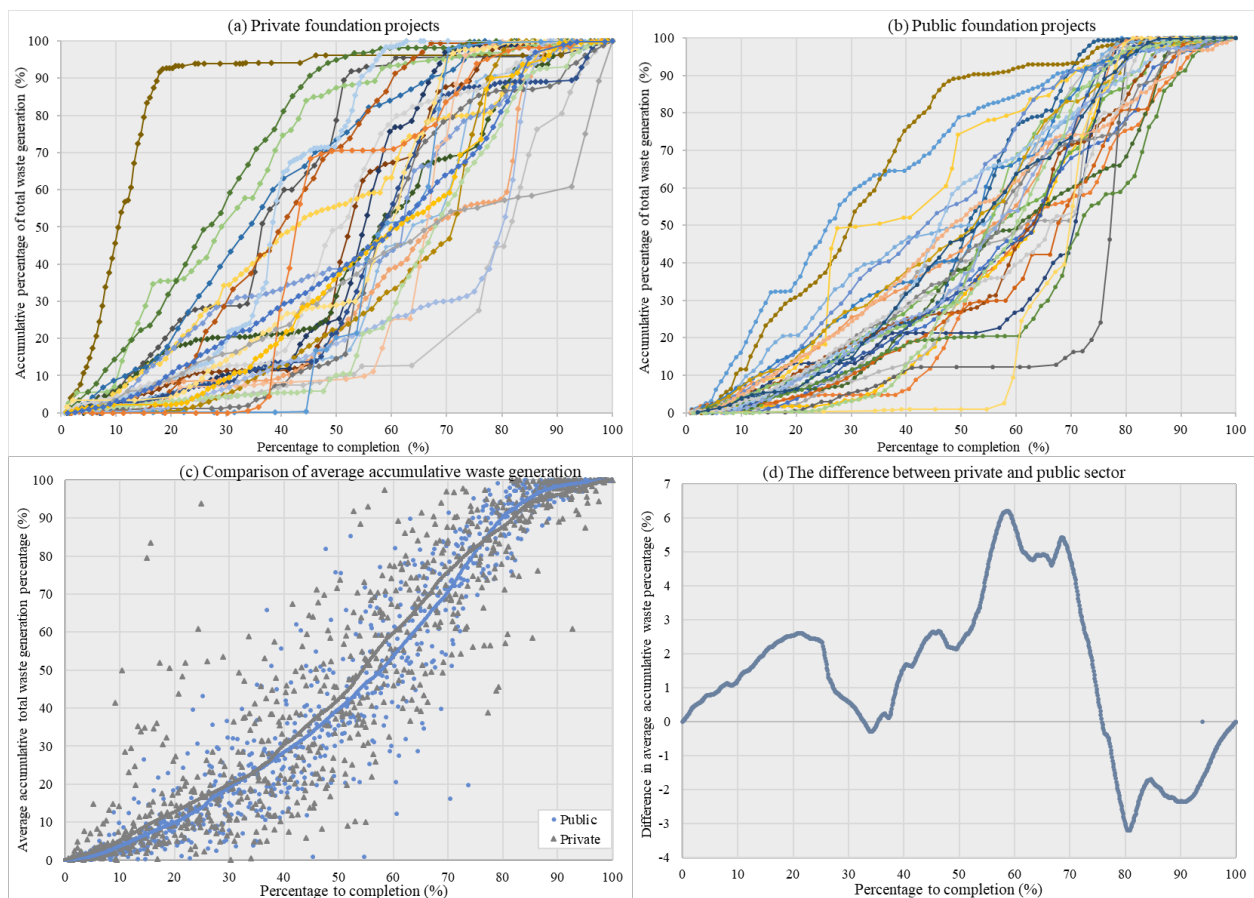 (a) Private foundation projects
Accumulative percentage of total waste generation (%)
100
90
80
70
60
50
40
30
20
10
0
0 10 20 30 40 50 60 70 80 90 100
Percentage to completion (%)
(b) Public foundation projects
Accumulative percentage of total waste generation (%)
100
90
80
70
60
50
40
30
20
10
0
0 10 20 30 40 50 60 70 80 90 100
Percentage to completion (%)
(c) Comparison of average accumulative waste generation
Average accumulative total waste generation percentage (%)
100
90
80
70
60
50
40
30
20
10
0
Public
Private
0 10 20 30 40 50 60 70 80 90 100
Percentage to completion (%)
(d) The difference between private and public sector
Difference in average accumulative waste percentage (%)
7
6
5
4
3
2
1
0
-1
-2
-3
-4
0 10 20 30 40 50 60 70 80 90 100
Percentage to completion (%)